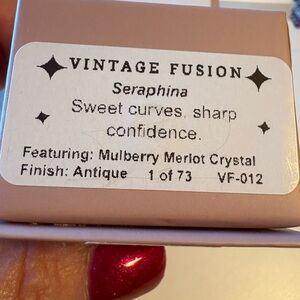 VINTAGE FUSION
Seraphina
Sweet curves, sharp
confidence.
Featuring: Mulberry Merlot Crystal
Finish: Antique 1 of 73 VF-012